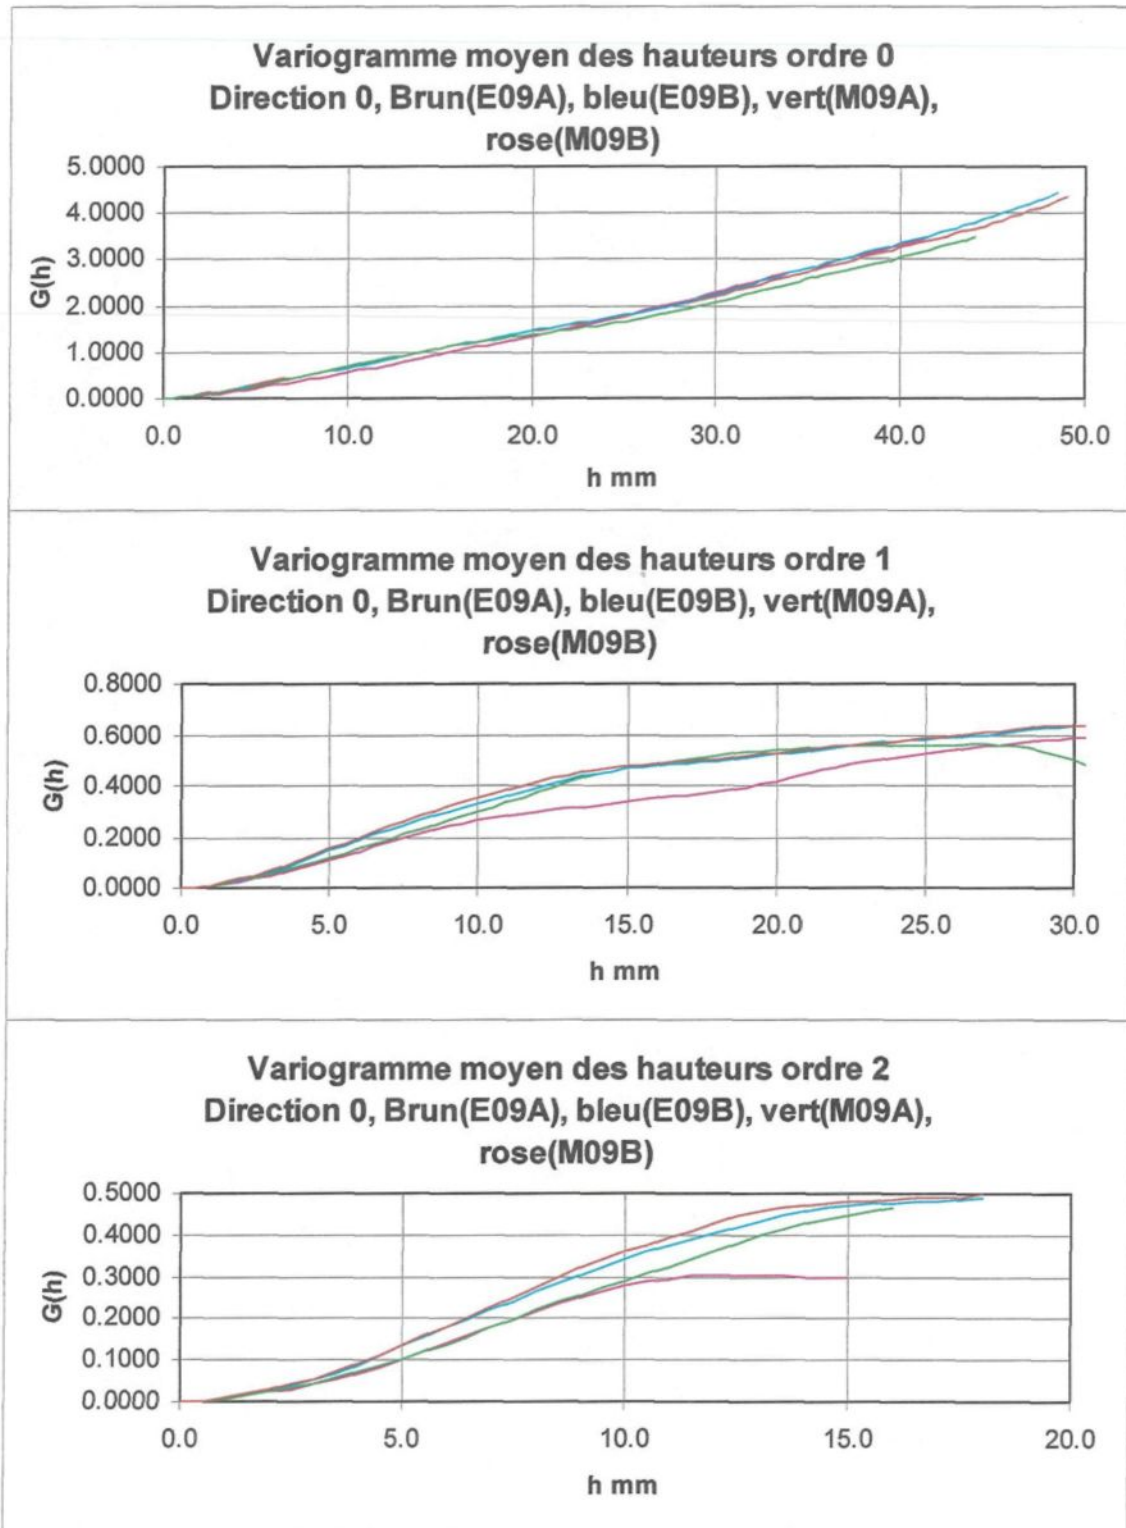 Variogramme moyen des hauteurs ordre 0
Direction 0, Brun(E09A), bleu(E09B), vert(M09A),
rose(M09B)
5.0000
4.0000
3.0000
2.0000
1.0000
0.0000
G(h)
0.0 10.0 20.0 30.0 40.0 50.0
h mm
Variogramme moyen des hauteurs ordre 1
Direction 0, Brun(E09A), bleu(E09B), vert(M09A),
rose(M09B)
0.8000
0.6000
0.4000
0.2000
0.0000
G(h)
0.0 5.0 10.0 15.0 20.0 25.0 30.0
h mm
Variogramme moyen des hauteurs ordre 2
Direction 0, Brun(E09A), bleu(E09B), vert(M09A),
rose(M09B)
0.5000
0.4000
0.3000
0.2000
0.1000
0.0000
G(h)
0.0 5.0 10.0 15.0 20.0
h mm